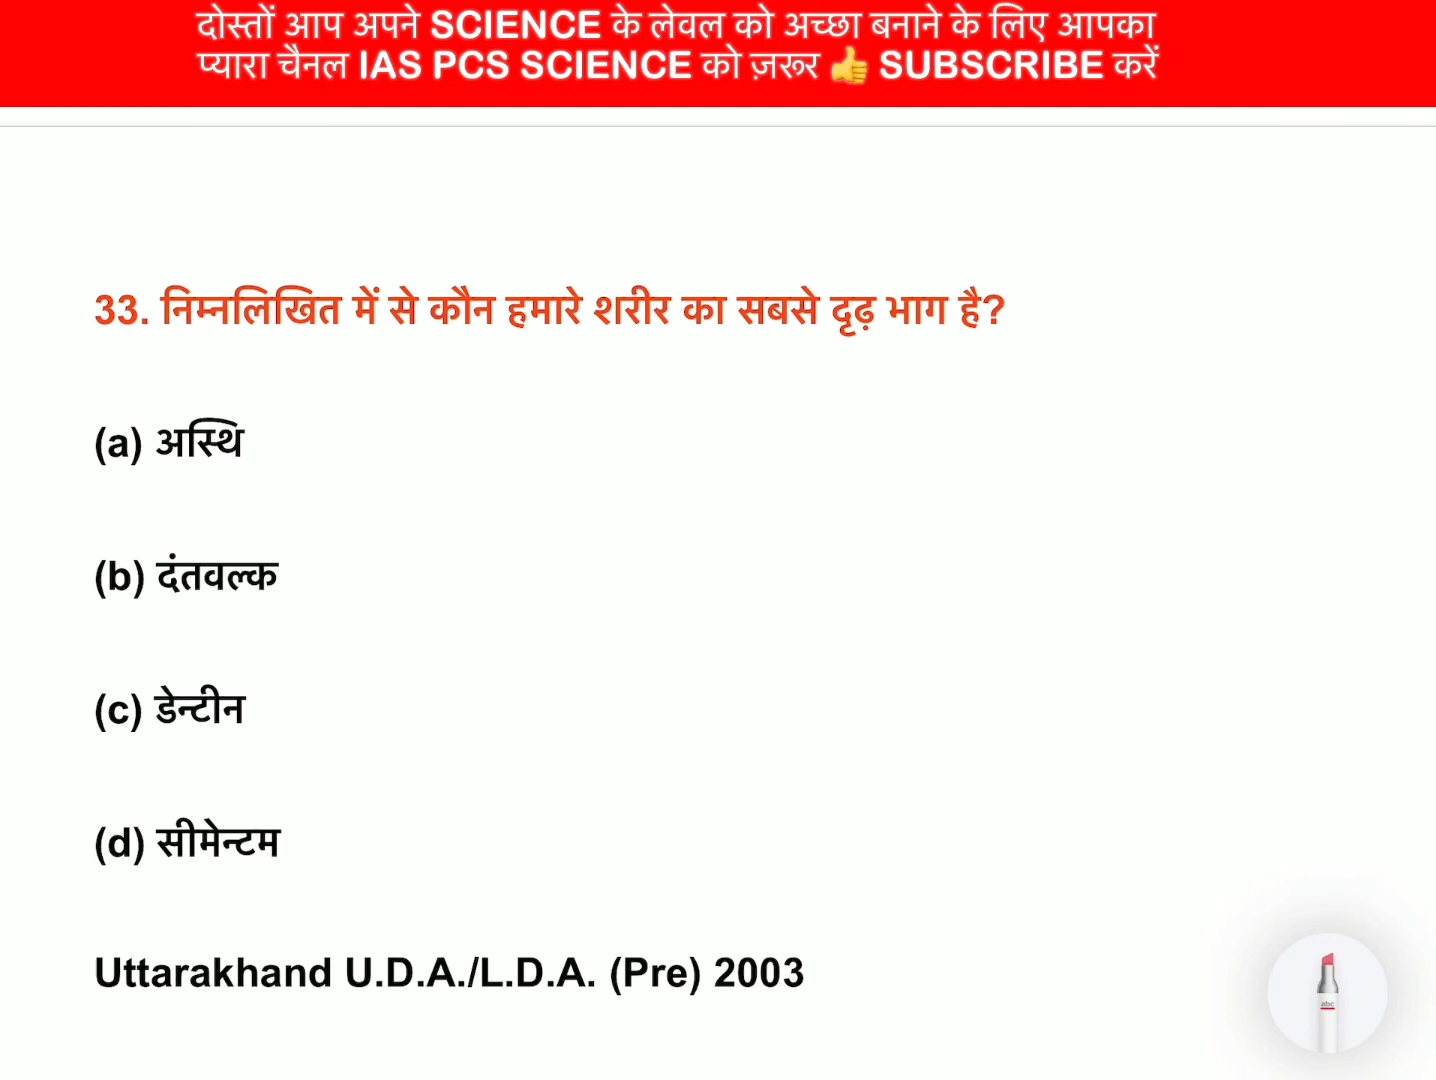 दोस्तों आप अपने SCIENCE के लेवल को अच्छा बनाने के लिए आपका
प्यारा चैनल IAS PCS SCIENCE को ज़रूर 👍 SUBSCRIBE करें
33. निम्नलिखित में से कौन हमारे शरीर का सबसे दृढ़ भाग है?
(a) अस्थि
(b) दंतवल्क
(c) डेन्टीन
(d) सीमेन्टम
Uttarakhand U.D.A./L.D.A. (Pre) 2003
abc